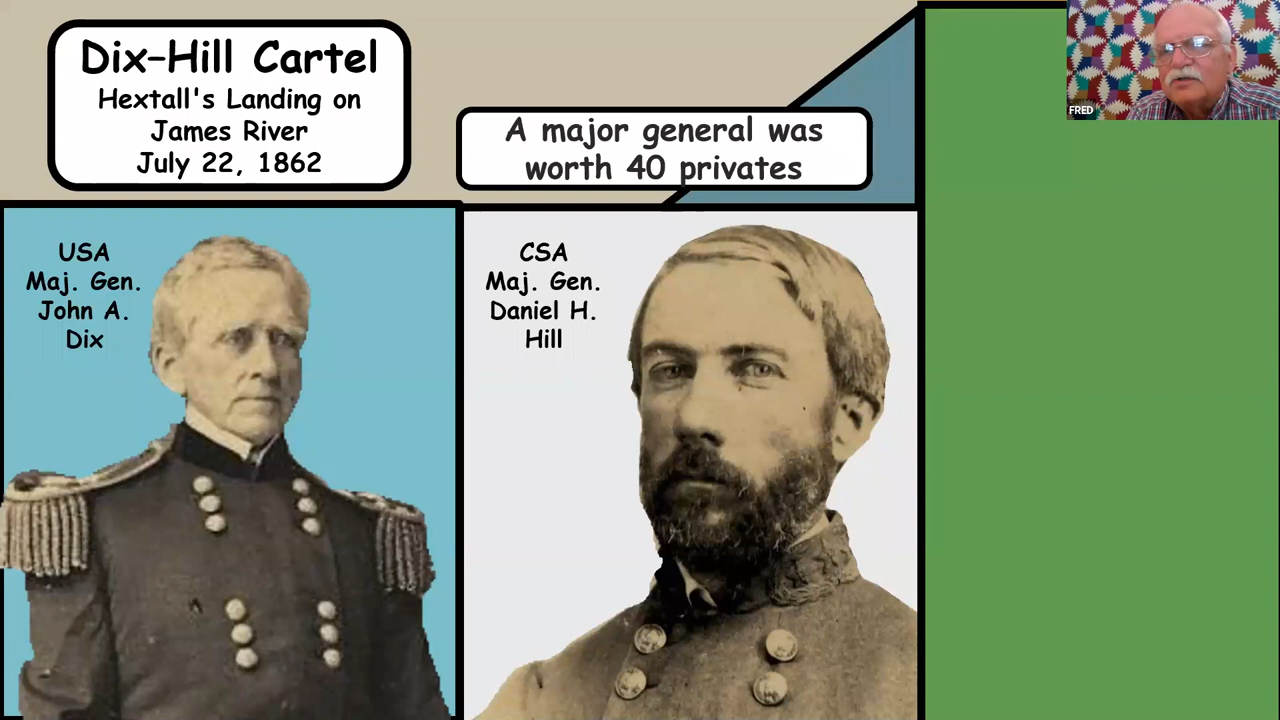 Dix–Hill Cartel
Hextall's Landing on
James River
July 22, 1862
A major general was
worth 40 privates
FRED
USA
Maj. Gen.
John A.
Dix
CSA
Maj. Gen.
Daniel H.
Hill